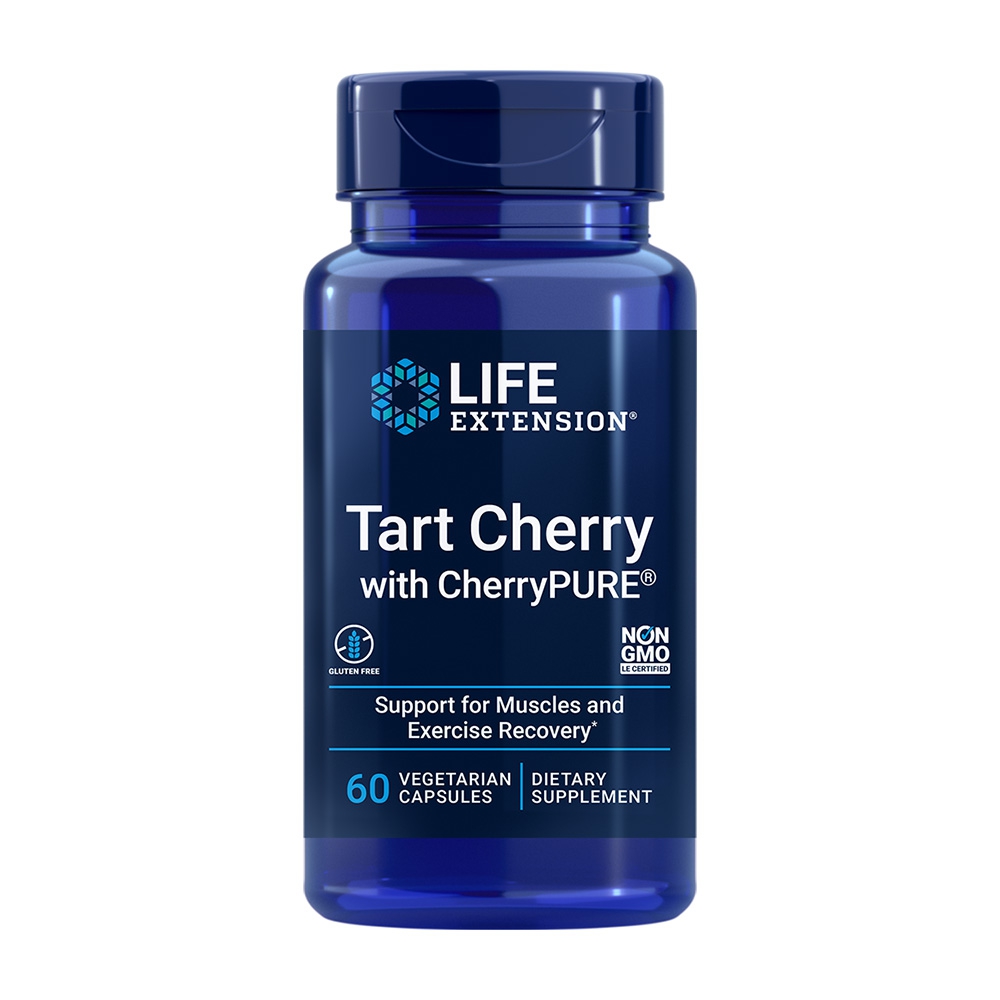 LIFE
EXTENSION®
Tart Cherry
with CherryPURE®
GLUTEN FREE
NON
GMO
LE CERTIFIED
Support for Muscles and
Exercise Recovery*
60 VEGETARIAN CAPSULES
DIETARY SUPPLEMENT